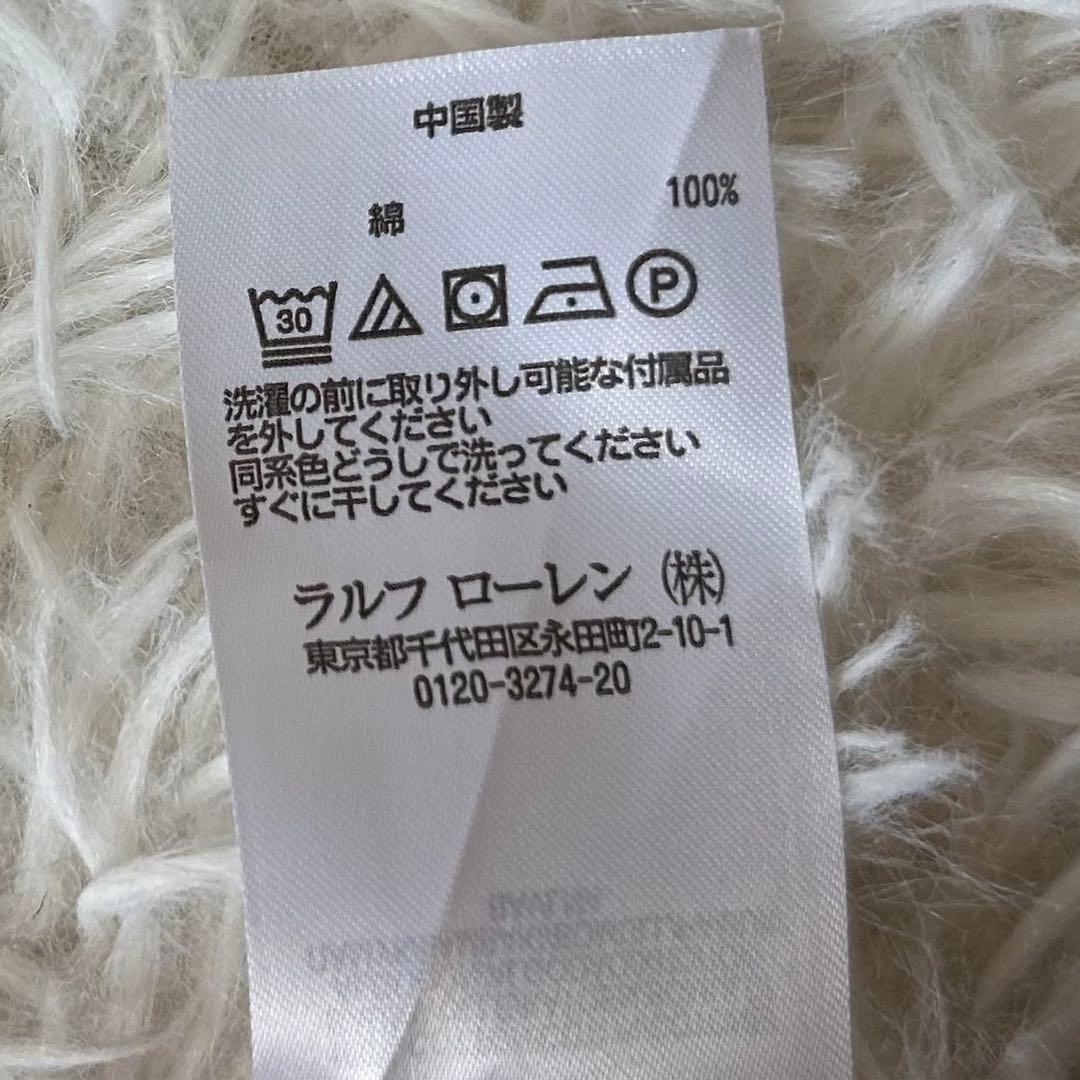 中国製
綿 100%
30 P
洗濯の前に取り外し可能な付属品
を外してください
同系色どうしで洗ってください
すぐに干してください
ラルフ ローレン (株)
東京都千代田区永田町2-10-1
0120-3274-20